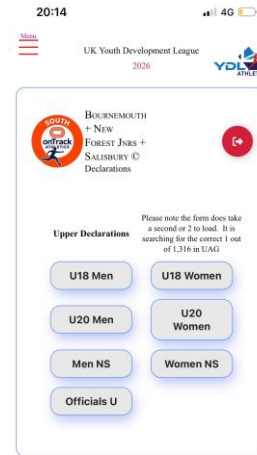 20:14
4G
Menu
UK Youth Development League
2026
YDL
ATHLET
SOUTH
onTrack
ATHLETICS
BOURNEMOUTH
+ NEW
FOREST JNRS +
SALISBURY ©
Declarations
Upper Declarations
Please note the form does take
a second or 2 to load. It is
searching for the correct 1 out
of 1,316 in UAG
U18 Men
U18 Women
U20 Men
U20
Women
Men NS
Women NS
Officials U